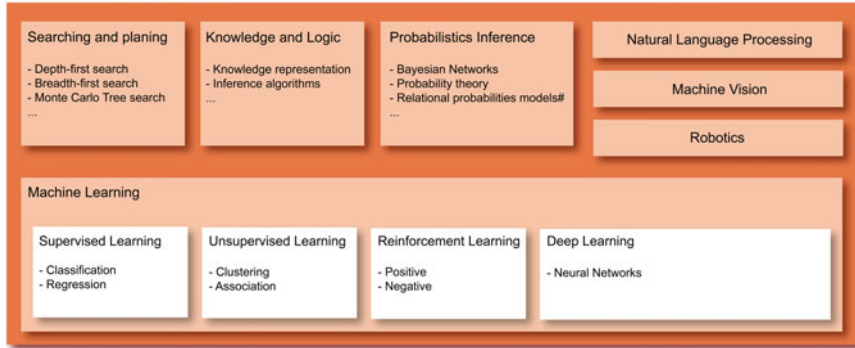 Searching and planing
- Depth-first search
- Breadth-first search
- Monte Carlo Tree search
...
Knowledge and Logic
- Knowledge representation
- Inference algorithms
...
Probabilistics Inference
- Bayesian Networks
- Probability theory
- Relational probabilities models#
...
Natural Language Processing
Machine Vision
Robotics
Machine Learning
Supervised Learning
- Classification
- Regression
Unsupervised Learning
- Clustering
- Association
Reinforcement Learning
- Positive
- Negative
Deep Learning
- Neural Networks